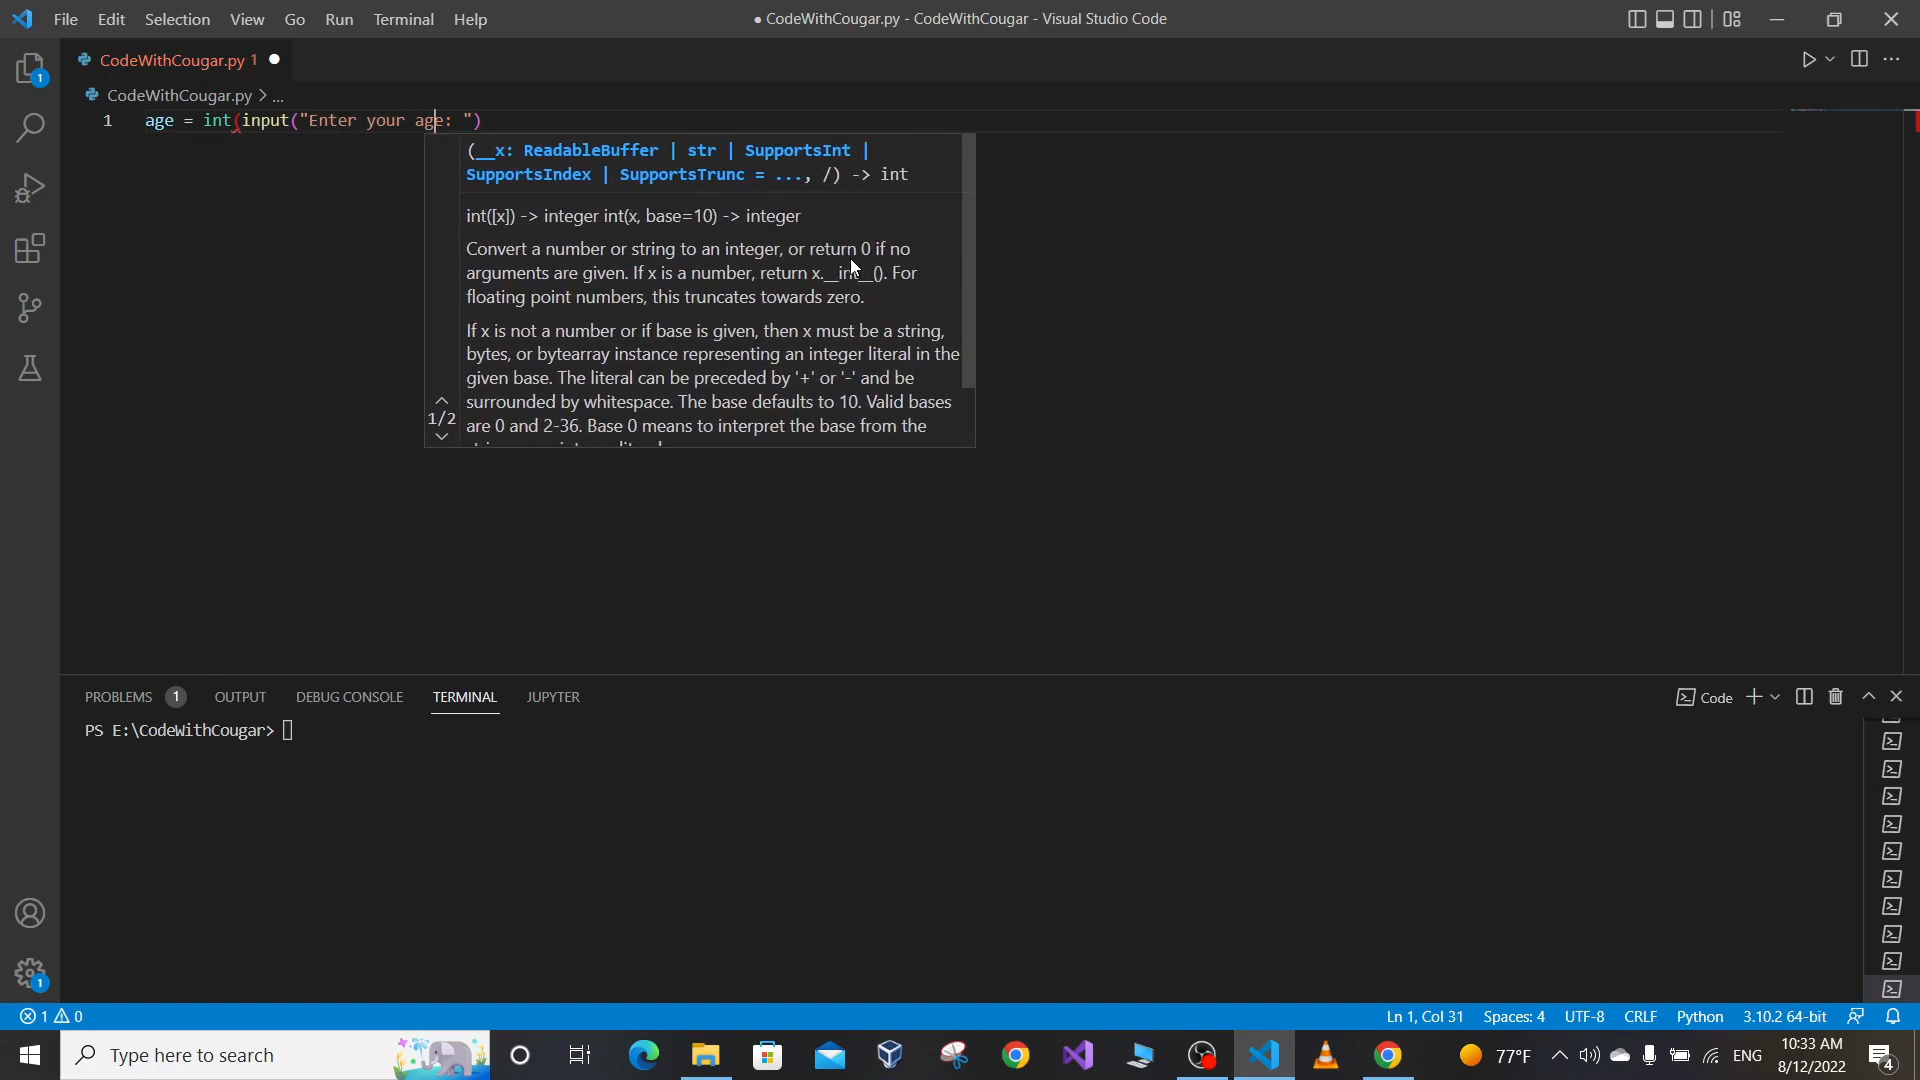 File Edit Selection View Go Run Terminal Help
● CodeWithCougar.py - CodeWithCougar - Visual Studio Code
1
CodeWithCougar.py 1
CodeWithCougar.py > ...
1 age = int(input("Enter your age: ")
(__x: ReadableBuffer | str | SupportsInt |
SupportsIndex | SupportsTrunc = ..., /) -> int
int([x]) -> integer int(x, base=10) -> integer
Convert a number or string to an integer, or return 0 if no
arguments are given. If x is a number, return x.__int__(). For
floating point numbers, this truncates towards zero.
If x is not a number or if base is given, then x must be a string,
bytes, or bytearray instance representing an integer literal in the
given base. The literal can be preceded by '+' or '-' and be
surrounded by whitespace. The base defaults to 10. Valid bases
1/2
are 0 and 2-36. Base 0 means to interpret the base from the
PROBLEMS 1 OUTPUT DEBUG CONSOLE TERMINAL JUPYTER
Code
PS E:\CodeWithCougar>
1
1 0
Ln 1, Col 31 Spaces: 4 UTF-8 CRLF Python 3.10.2 64-bit
Type here to search
77°F
ENG
10:33 AM
8/12/2022
4